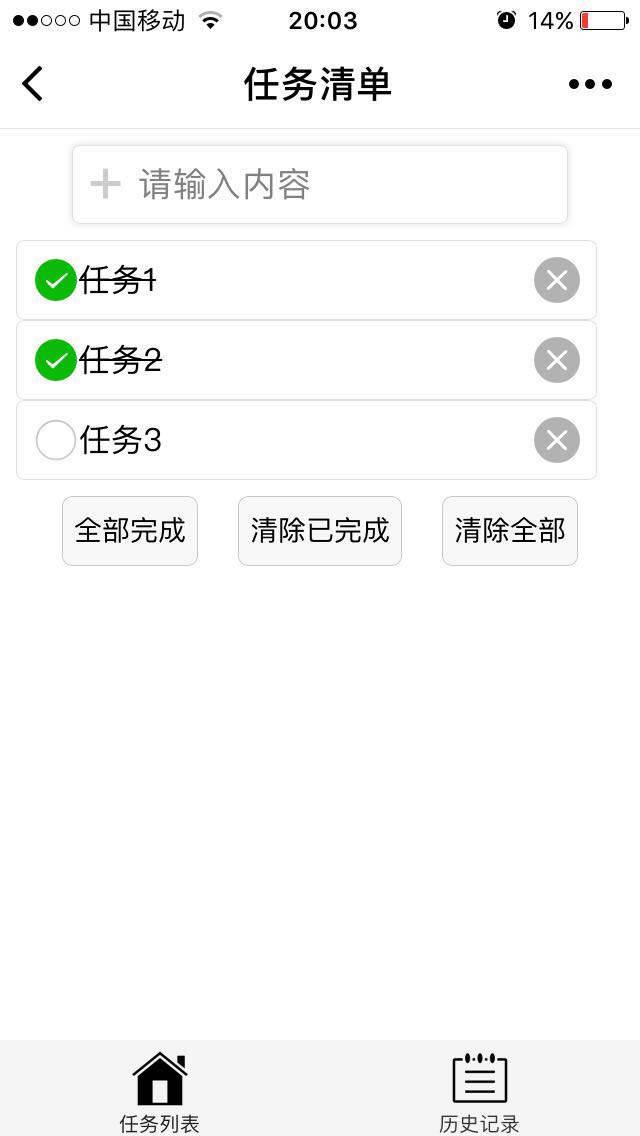 中国移动 20:03 14%
任务清单
请输入内容
任务1
任务2
任务3
全部完成 清除已完成 清除全部
任务列表 历史记录